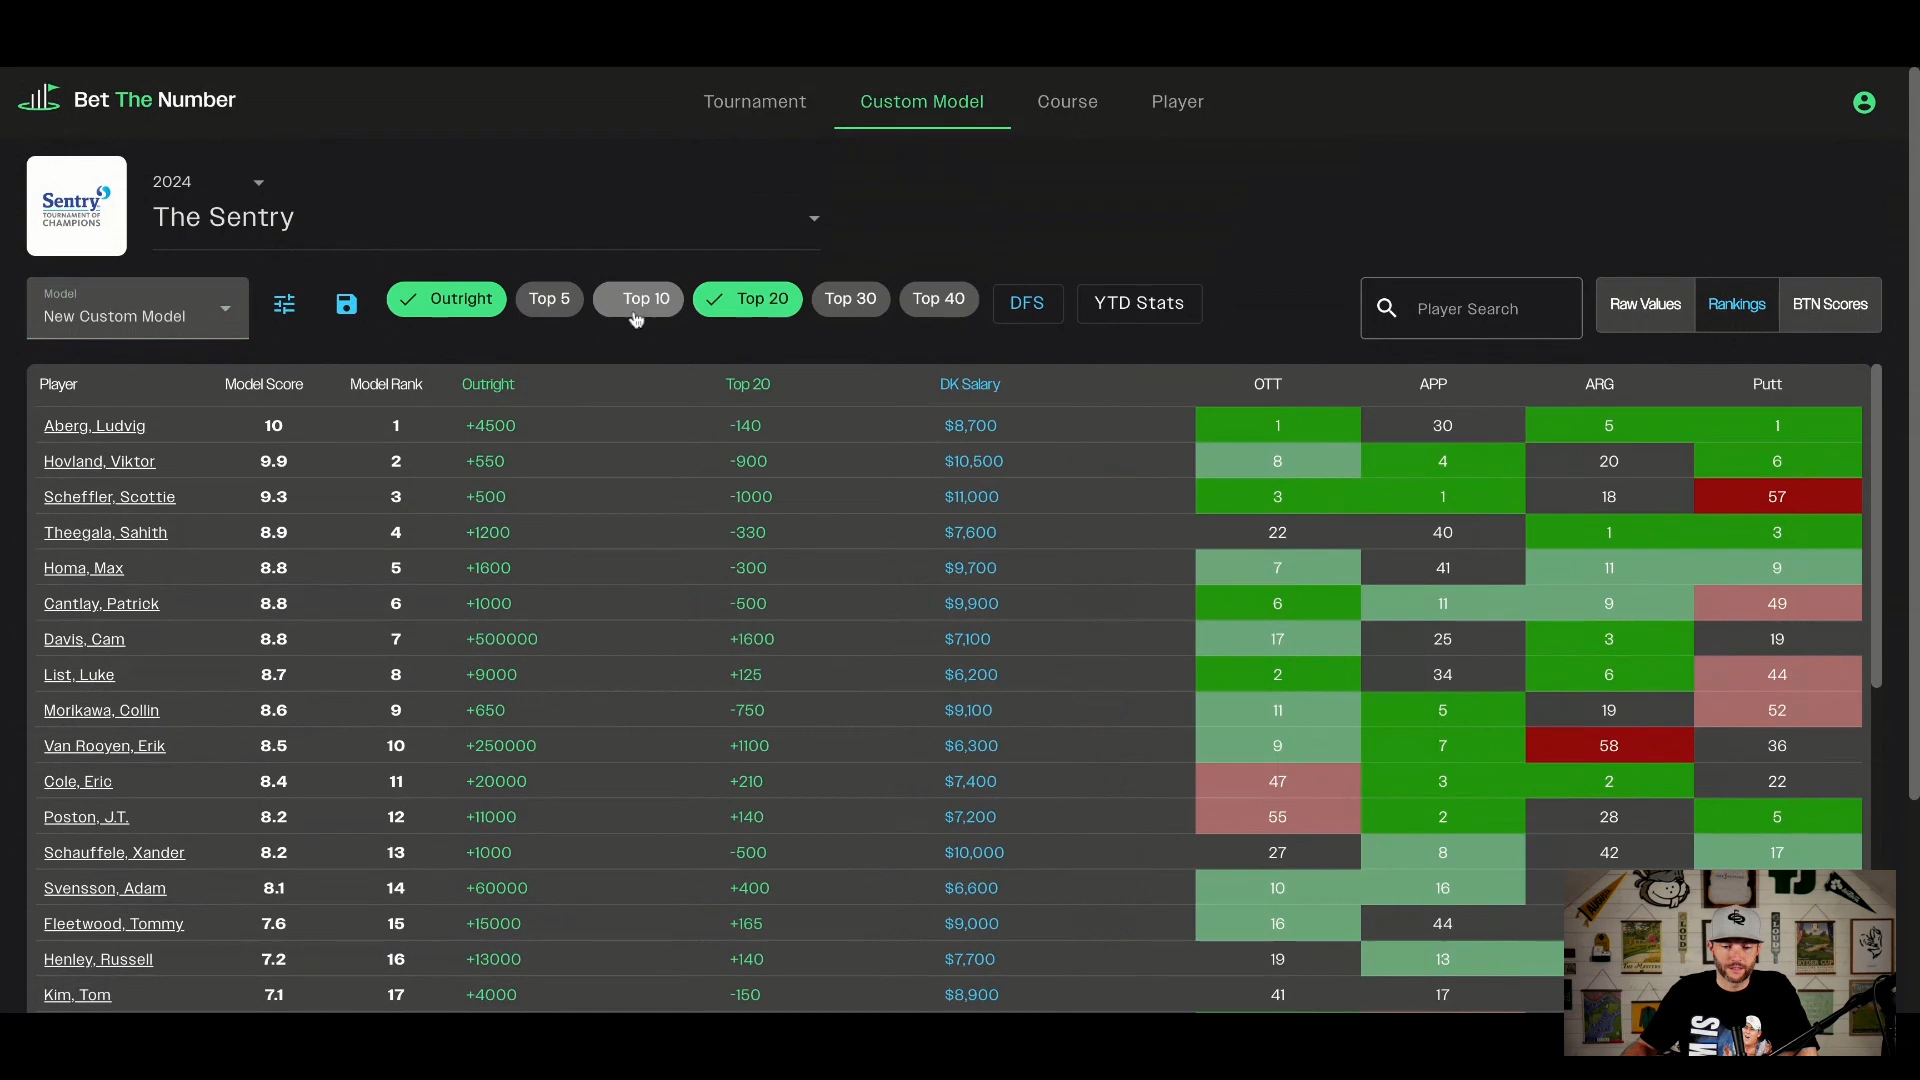 Bet The Number
Tournament
Custom Model
Course
Player
Sentry
TOURNAMENT OF
CHAMPIONS
2024
The Sentry
Model
New Custom Model
Outright
Top 5
Top 10
Top 20
Top 30
Top 40
DFS
YTD Stats
Player Search
Raw Values
Rankings
BTN Scores
Player Model Score Model Rank Outright Top 20 DK Salary OTT APP ARG Putt
Aberg, Ludvig 10 1 +4500 -140 $8,700 1 30 5 1
Hovland, Viktor 9.9 2 +550 -900 $10,500 8 4 20 6
Scheffler, Scottie 9.3 3 +500 -1000 $11,000 3 1 18 57
Theegala, Sahith 8.9 4 +1200 -330 $7,600 22 40 1 3
Homa, Max 8.8 5 +1600 -300 $9,700 7 41 11 9
Cantlay, Patrick 8.8 6 +1000 -500 $9,900 6 11 9 49
Davis, Cam 8.8 7 +500000 +1600 $7,100 17 25 3 19
List, Luke 8.7 8 +9000 +125 $6,200 2 34 6 44
Morikawa, Collin 8.6 9 +650 -750 $9,100 11 5 19 52
Van Rooyen, Erik 8.5 10 +250000 +1100 $6,300 9 7 58 36
Cole, Eric 8.4 11 +20000 +210 $7,400 47 3 2 22
Poston, J.T. 8.2 12 +11000 +140 $7,200 55 2 28 5
Schauffele, Xander 8.2 13 +1000 -500 $10,000 27 8 42 17
Svensson, Adam 8.1 14 +60000 +400 $6,600 10 16
Fleetwood, Tommy 7.6 15 +15000 +165 $9,000 16 44
Henley, Russell 7.2 16 +13000 +140 $7,700 19 13
Kim, Tom 7.1 17 +4000 -150 $8,900 41 17